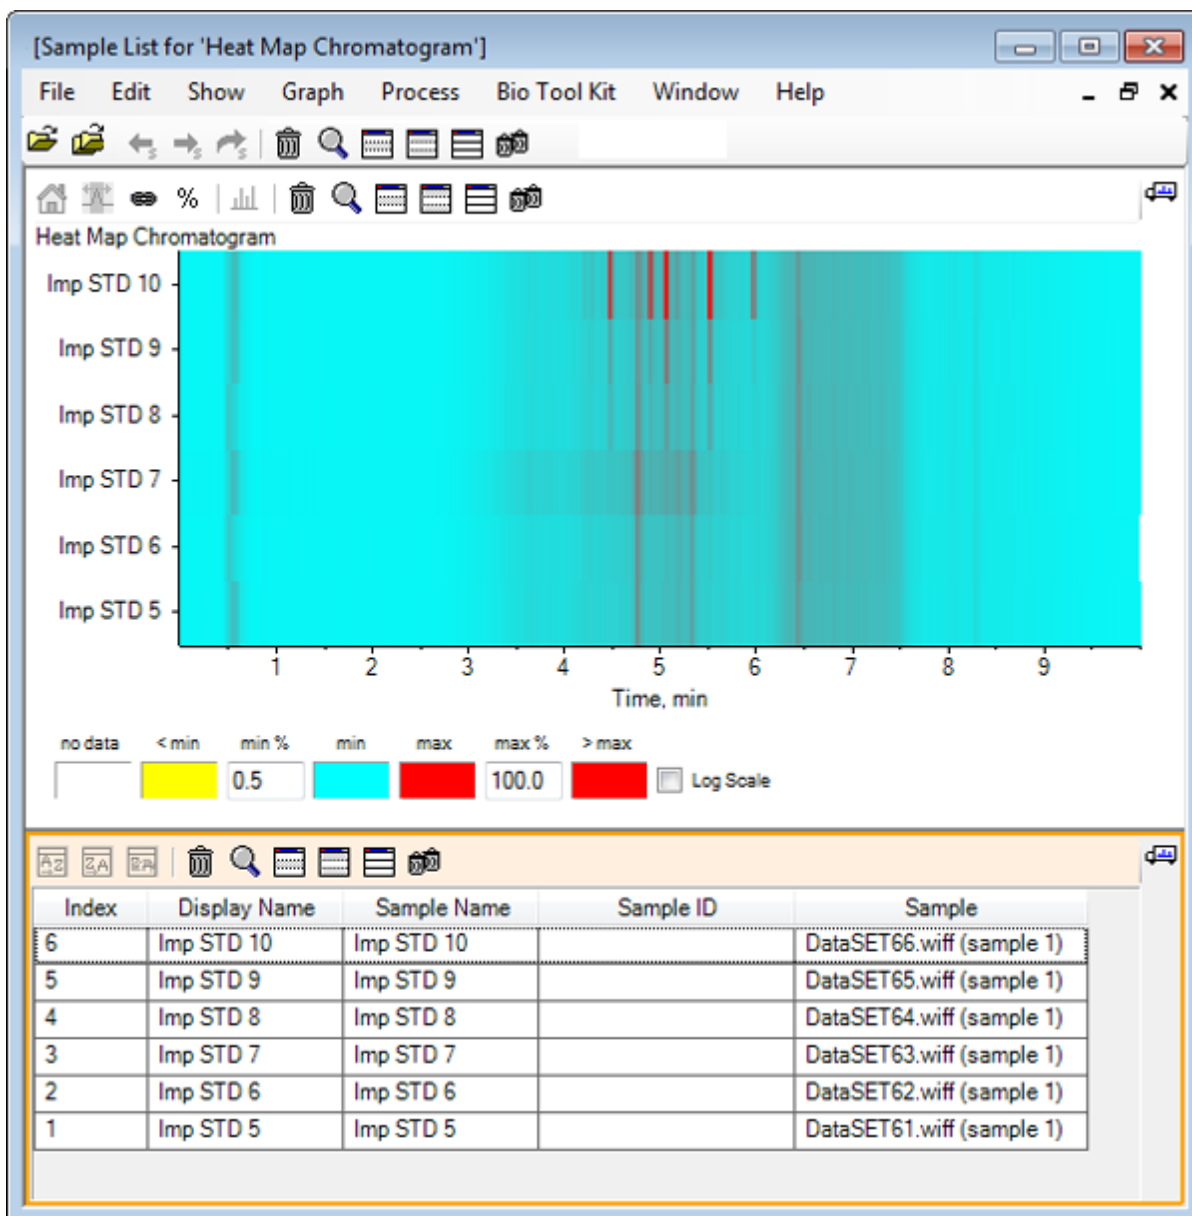 [Sample List for 'Heat Map Chromatogram']
File Edit Show Graph Process Bio Tool Kit Window Help
%
Heat Map Chromatogram
Imp STD 10
Imp STD 9
Imp STD 8
Imp STD 7
Imp STD 6
Imp STD 5
1 2 3 4 5 6 7 8 9
Time, min
no data < min min % min max max % > max
0.5 100.0 Log Scale
Index Display Name Sample Name Sample ID Sample
6 Imp STD 10 Imp STD 10 DataSET66.wiff (sample 1)
5 Imp STD 9 Imp STD 9 DataSET65.wiff (sample 1)
4 Imp STD 8 Imp STD 8 DataSET64.wiff (sample 1)
3 Imp STD 7 Imp STD 7 DataSET63.wiff (sample 1)
2 Imp STD 6 Imp STD 6 DataSET62.wiff (sample 1)
1 Imp STD 5 Imp STD 5 DataSET61.wiff (sample 1)